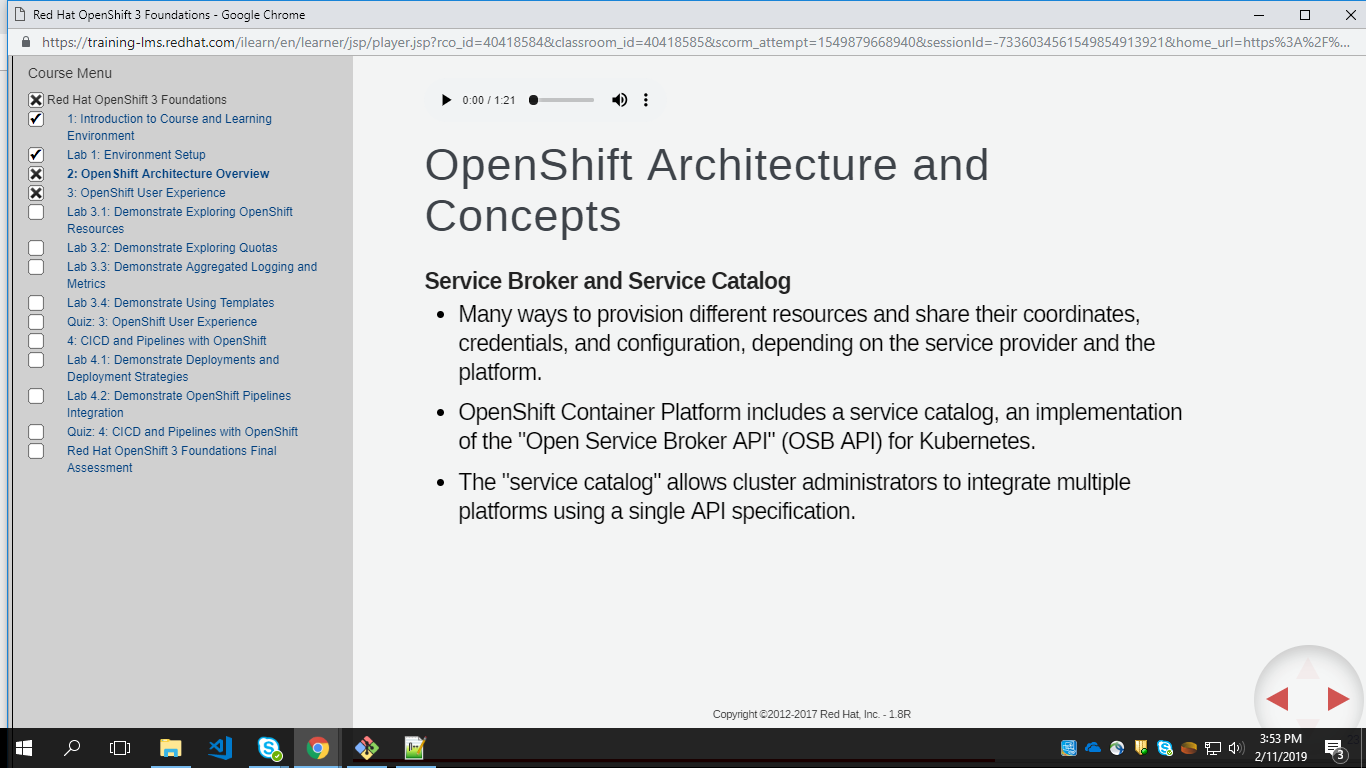 Red Hat OpenShift 3 Foundations - Google Chrome
https://training-lms.redhat.com/ilearn/en/learner/jsp/player.jsp?rco_id=40418584&classroom_id=40418585&scorm_attempt=1549879668940&sessionId=-7336034561549854913921&home_url=https%3A%2F%...
Course Menu
Red Hat OpenShift 3 Foundations
1: Introduction to Course and Learning
Environment
Lab 1: Environment Setup
2: OpenShift Architecture Overview
3: OpenShift User Experience
Lab 3.1: Demonstrate Exploring OpenShift
Resources
Lab 3.2: Demonstrate Exploring Quotas
Lab 3.3: Demonstrate Aggregated Logging and
Metrics
Lab 3.4: Demonstrate Using Templates
Quiz: 3: OpenShift User Experience
4: CICD and Pipelines with OpenShift
Lab 4.1: Demonstrate Deployments and
Deployment Strategies
Lab 4.2: Demonstrate OpenShift Pipelines
Integration
Quiz: 4: CICD and Pipelines with OpenShift
Red Hat OpenShift 3 Foundations Final
Assessment
0:00 / 1:21
OpenShift Architecture and
Concepts
Service Broker and Service Catalog
• Many ways to provision different resources and share their coordinates,
credentials, and configuration, depending on the service provider and the
platform.
• OpenShift Container Platform includes a service catalog, an implementation
of the "Open Service Broker API" (OSB API) for Kubernetes.
• The "service catalog" allows cluster administrators to integrate multiple
platforms using a single API specification.
Copyright ©2012-2017 Red Hat, Inc. - 1.8R
3:53 PM
2/11/2019
3